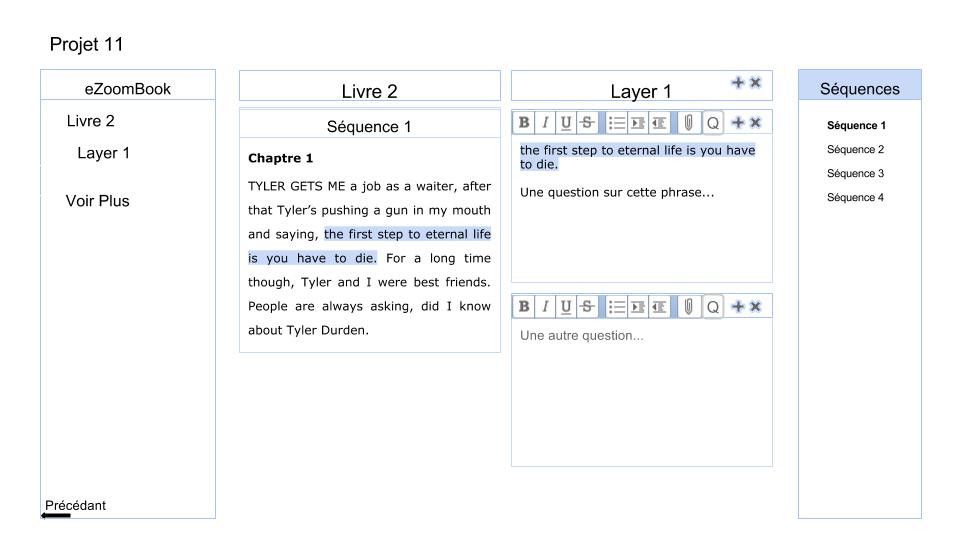 Projet 11
eZoomBook
Livre 2
Layer 1
Voir Plus
Précédant
Livre 2
Séquence 1
Chaptre 1
TYLER GETS ME a job as a waiter, after
that Tyler’s pushing a gun in my mouth
and saying, the first step to eternal life
is you have to die. For a long time
though, Tyler and I were best friends.
People are always asking, did I know
about Tyler Durden.
Layer 1
B I U S Q
the first step to eternal life is you have
to die.
Une question sur cette phrase...
B I U S Q
Une autre question...
Séquences
Séquence 1
Séquence 2
Séquence 3
Séquence 4